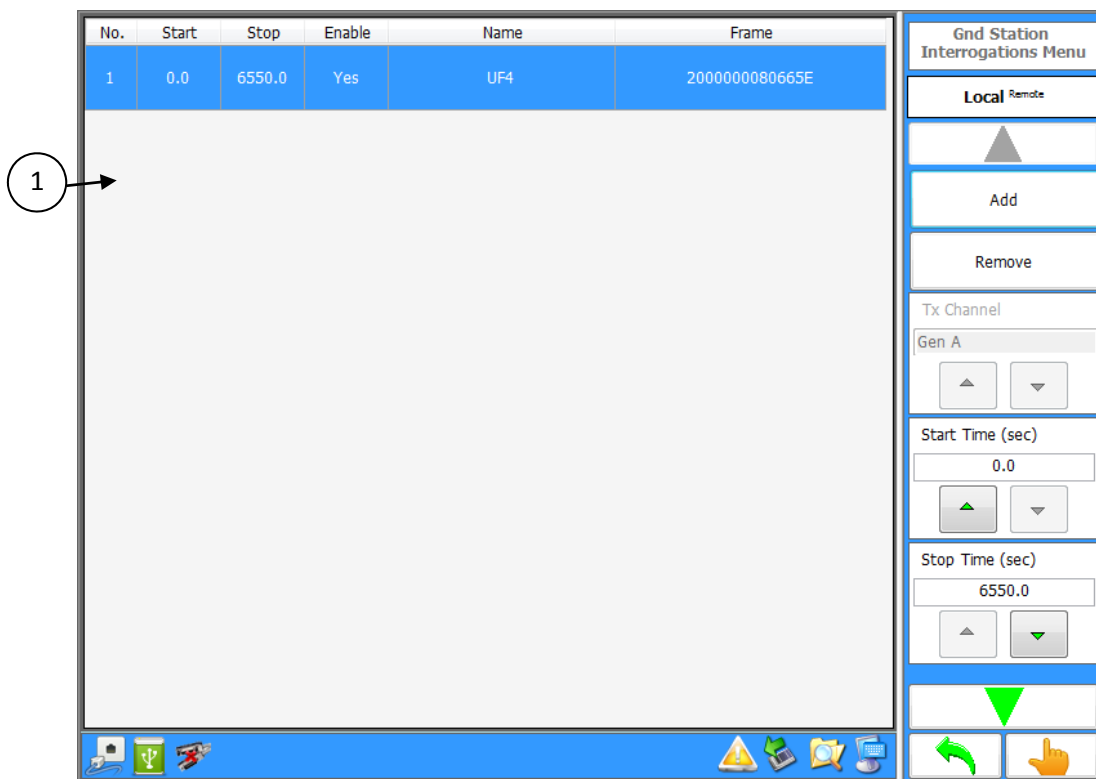 No. Start Stop Enable Name Frame
1 0.0 6550.0 Yes UF4 2000000080665E
1
Gnd Station
Interrogations Menu
Local Remote
Add
Remove
Tx Channel
Gen A
Start Time (sec)
0.0
Stop Time (sec)
6550.0